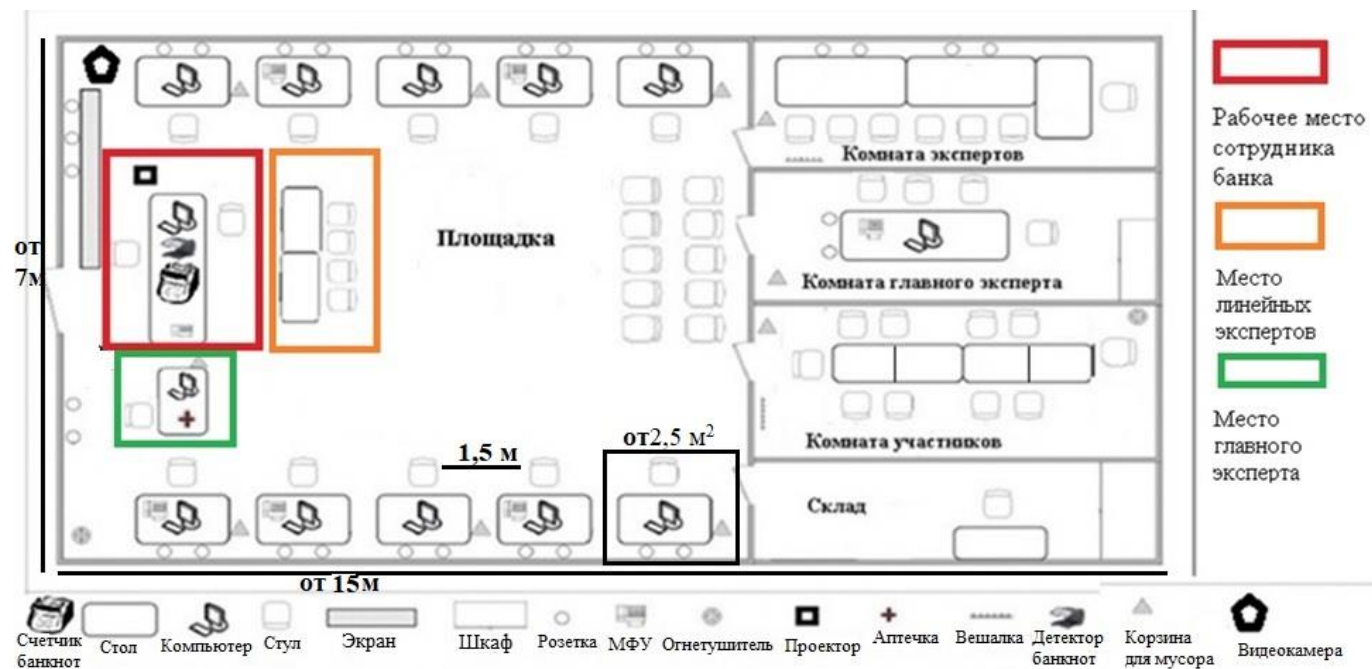 Рабочее место
сотрудника
банка
Комната экспертов
от
7м
Площадка
Комната главного эксперта
Место
линейных
экспертов
от2,5 м²
1,5 м
Комната участников
Место
главного
эксперта
Склад
от 15м
Счетчик
банкнот
Стол
Компьютер
Стул
Экран
Шкаф
Розетка
МФУ
Огнетушитель
Проектор
Аптечка
Вешалка
Детектор
банкнот
Корзина
для мусора
Видеокамера